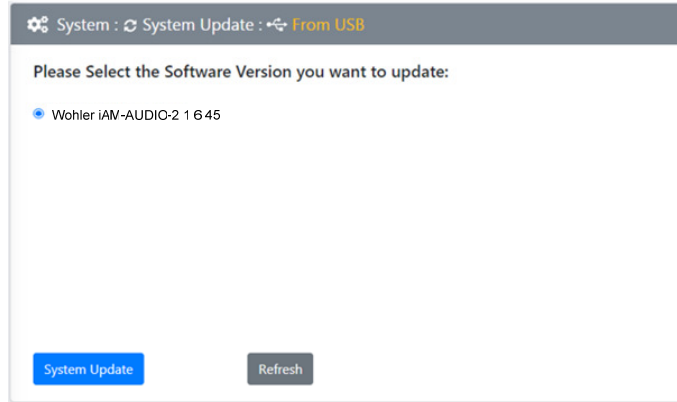 System : System Update : From USB
Please Select the Software Version you want to update:
Wohler iAM-AUDIO-2 1 6 45
System Update
Refresh